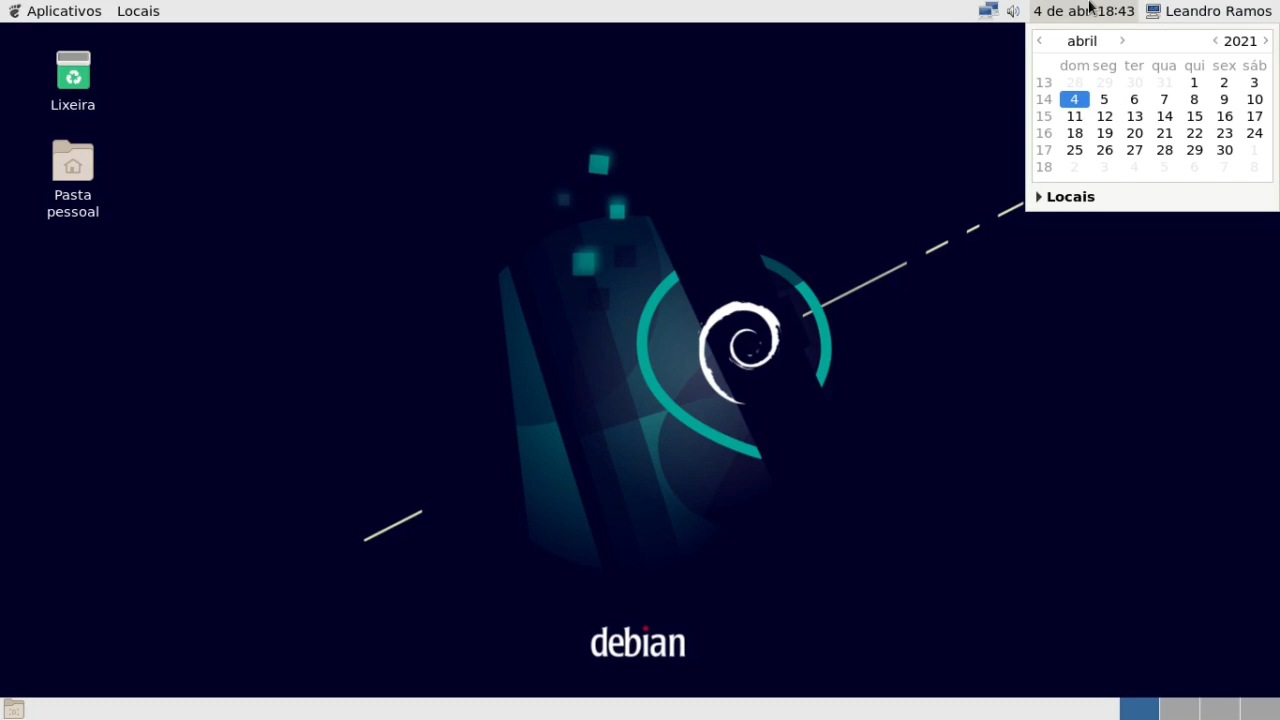 Aplicativos Locais 4 de abr 18:43 Leandro Ramos
abril 2021
dom seg ter qua qui sex sáb
13 28 29 30 31 1 2 3
14 4 5 6 7 8 9 10
15 11 12 13 14 15 16 17
16 18 19 20 21 22 23 24
17 25 26 27 28 29 30 1
18 2 3 4 5 6 7 8
Locais
Lixeira
Pasta
pessoal
debian